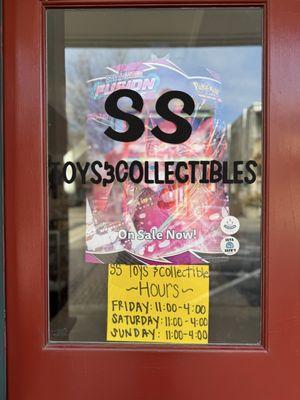 FUSION
POKÉMON
SS
TOYS&COLLECTIBLES
On Sale Now!
SS TOYS & COLLECTIBLE
~HOURS~
FRIDAY: 11:00-4:00
SATURDAY: 11:00-4:00
SUNDAY: 11:00-4:00